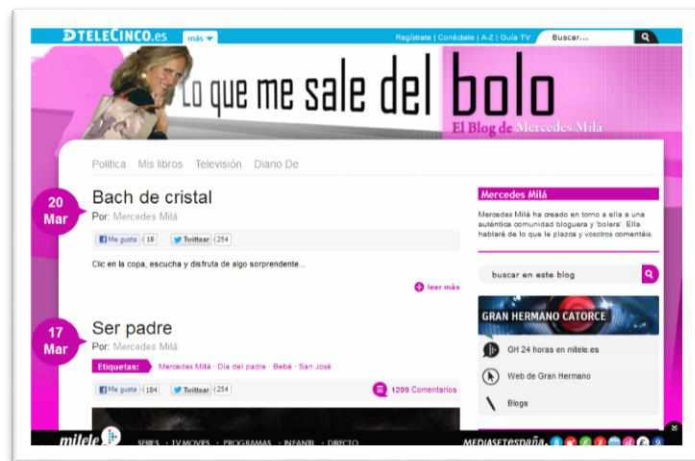 TELECINCO.es más Regístrate | Conéctate | A-Z | Guía TV Buscar...
Lo que me sale del bolo
El Blog de Mercedes Milá
Política Mis libros Televisión Diario De
20 Mar
Bach de cristal
Por: Mercedes Milá
Me gusta 18 Twittear 254
Clic en la copa, escucha y disfruta de algo sorprendente...
leer más
17 Mar
Ser padre
Por: Mercedes Milá
Etiquetas: Mercedes Milá · Día del padre · Bebé · San José
Me gusta 184 Twittear 254 1299 Comentarios
Mercedes Milá
Mercedes Milá ha creado en torno a ella a una
auténtica comunidad bloguera y 'bolera'. Ella
hablará de lo que le plazca y vosotros comentáis.
buscar en este blog
GRAN HERMANO CATORCE
GH 24 horas en mitele.es
Web de Gran Hermano
Blogs
mitele SERIES · TV MOVIES · PROGRAMAS · INFANTIL · DIRECTO MEDIASETESPAÑA.